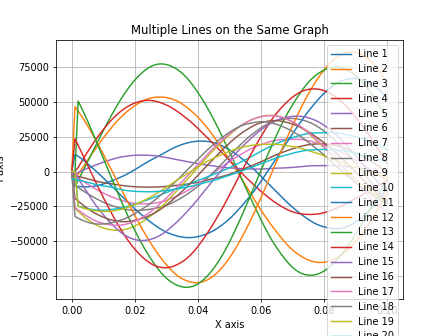 Multiple Lines on the Same Graph
75000
50000
25000
0
−25000
−50000
−75000
0.00
0.02
0.04
0.06
X axis
axis
Line 1
Line 2
Line 3
Line 4
Line 5
Line 6
Line 7
Line 8
Line 9
Line 10
Line 11
Line 12
Line 13
Line 14
Line 15
Line 16
Line 17
Line 18
Line 19
Line 20